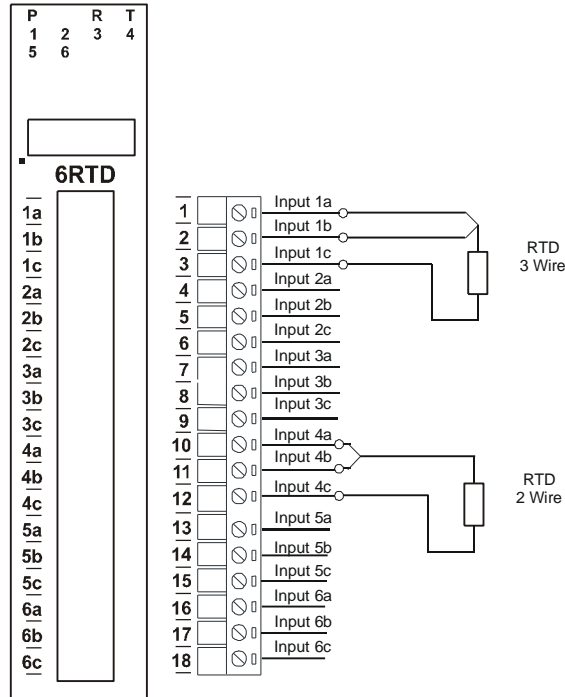 P R T
1 2 3 4
5 6
6RTD
1a
1b
1c
2a
2b
2c
3a
3b
3c
4a
4b
4c
5a
5b
5c
6a
6b
6c
1 Input 1a
2 Input 1b
3 Input 1c
4 Input 2a
5 Input 2b
6 Input 2c
7 Input 3a
8 Input 3b
9 Input 3c
10 Input 4a
11 Input 4b
12 Input 4c
13 Input 5a
14 Input 5b
15 Input 5c
16 Input 6a
17 Input 6b
18 Input 6c
RTD
3 Wire
RTD
2 Wire